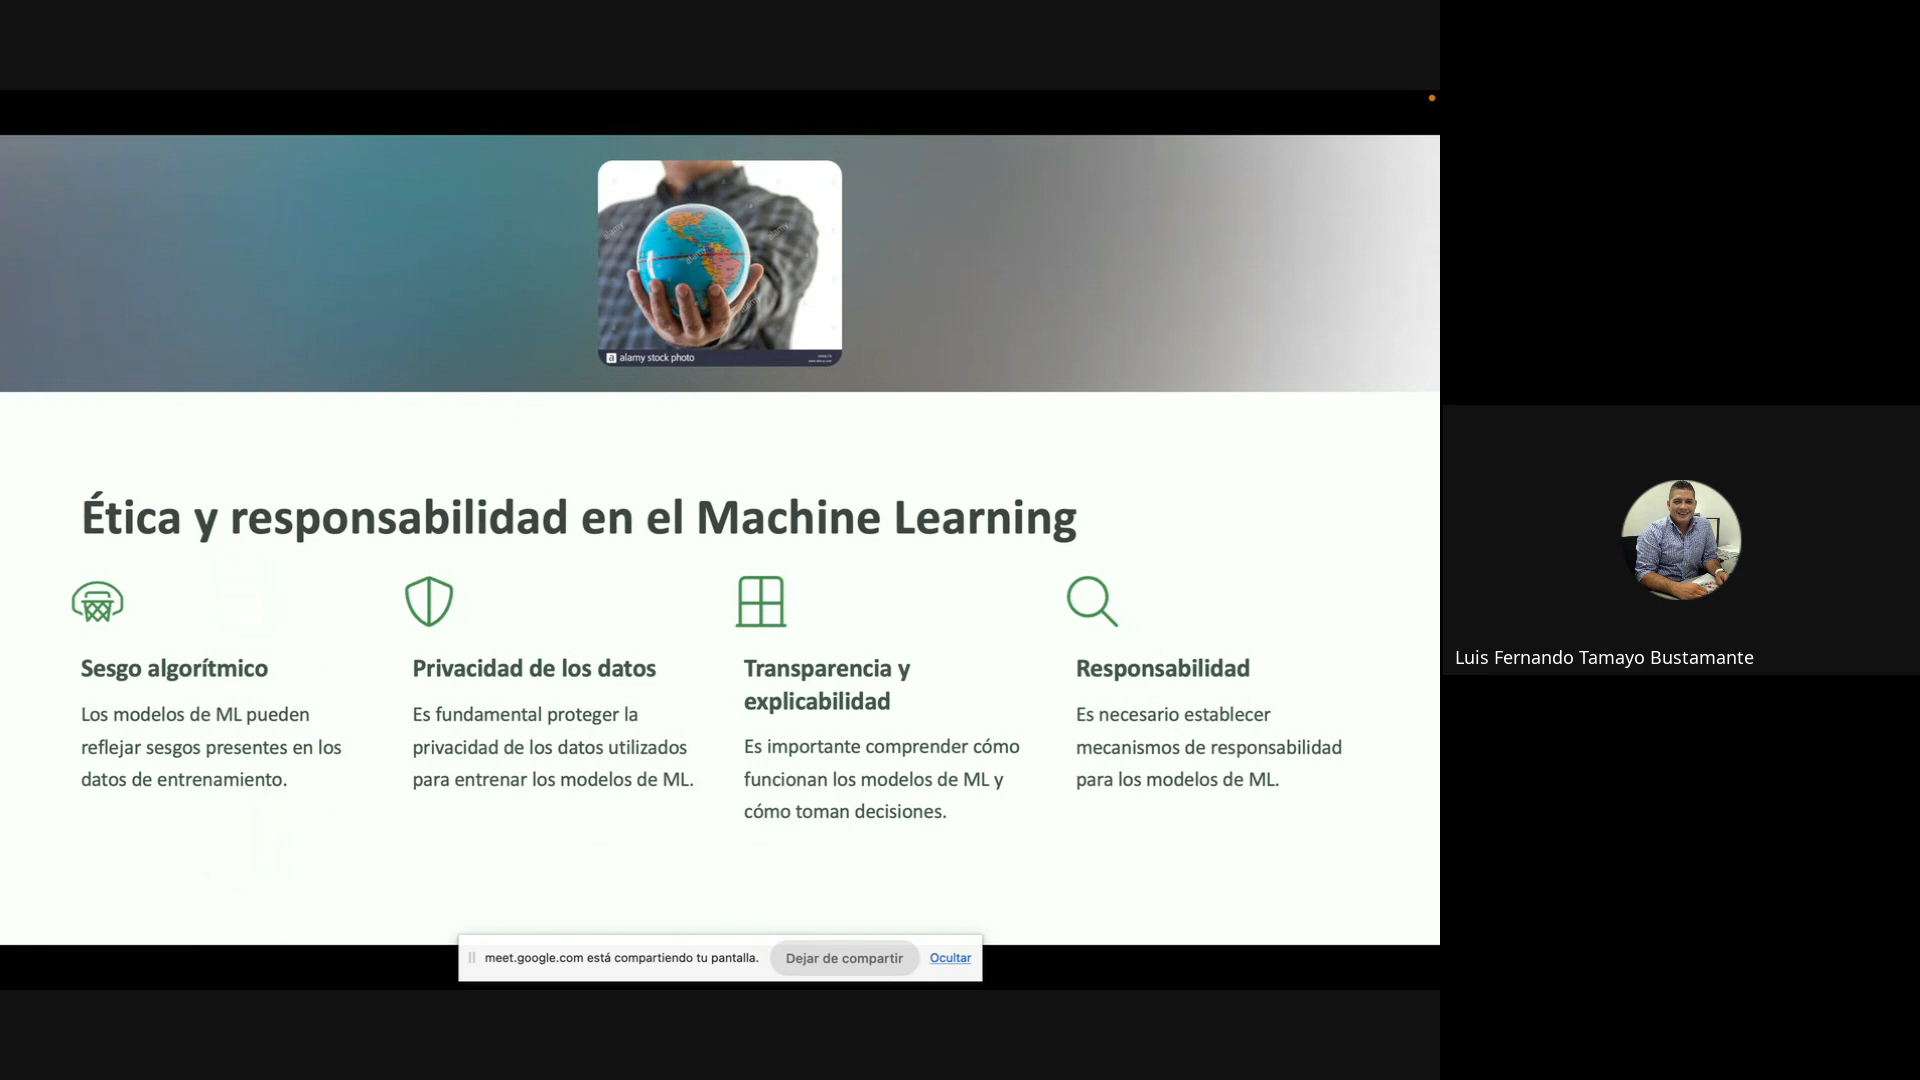 alamy
alamy
alamy
alamy
a alamy stock photo
Ética y responsabilidad en el Machine Learning
Sesgo algorítmico
Los modelos de ML pueden
reflejar sesgos presentes en los
datos de entrenamiento.
Privacidad de los datos
Es fundamental proteger la
privacidad de los datos utilizados
para entrenar los modelos de ML.
Transparencia y
explicabilidad
Es importante comprender cómo
funcionan los modelos de ML y
cómo toman decisiones.
Responsabilidad
Es necesario establecer
mecanismos de responsabilidad
para los modelos de ML.
Luis Fernando Tamayo Bustamante
meet.google.com está compartiendo tu pantalla.
Dejar de compartir
Ocultar